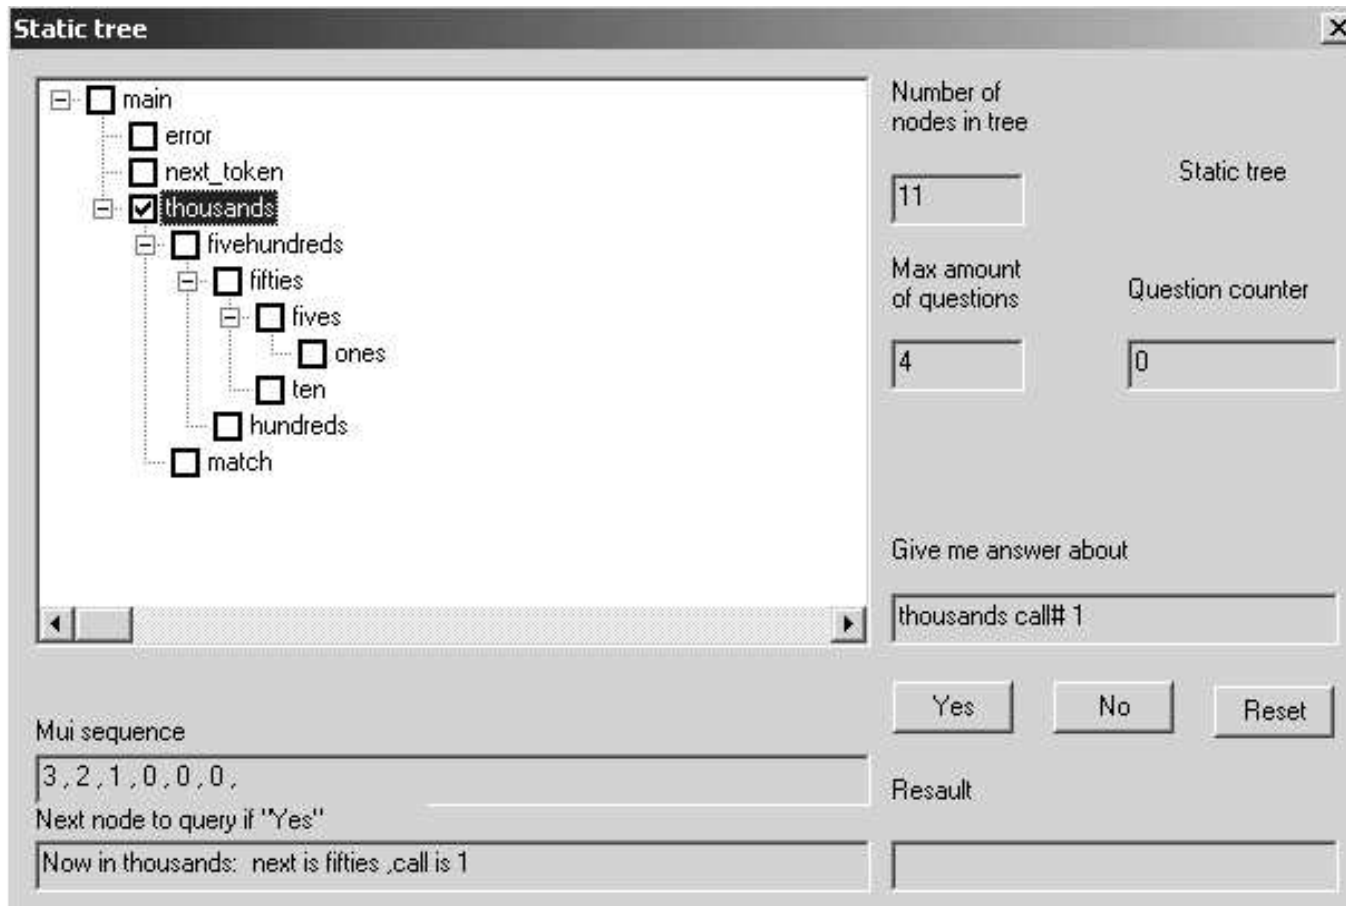 Static tree
main
error
next_token
thousands
fivehundreds
fifties
fives
ones
ten
hundreds
match
Number of
nodes in tree
11
Static tree
Max amount
of questions
4
Question counter
0
Give me answer about
thousands call# 1
Yes
No
Reset
Mui sequence
3 , 2 , 1 , 0 , 0 , 0 ,
Next node to query if "Yes"
Now in thousands:  next is fifties ,call is 1
Resault